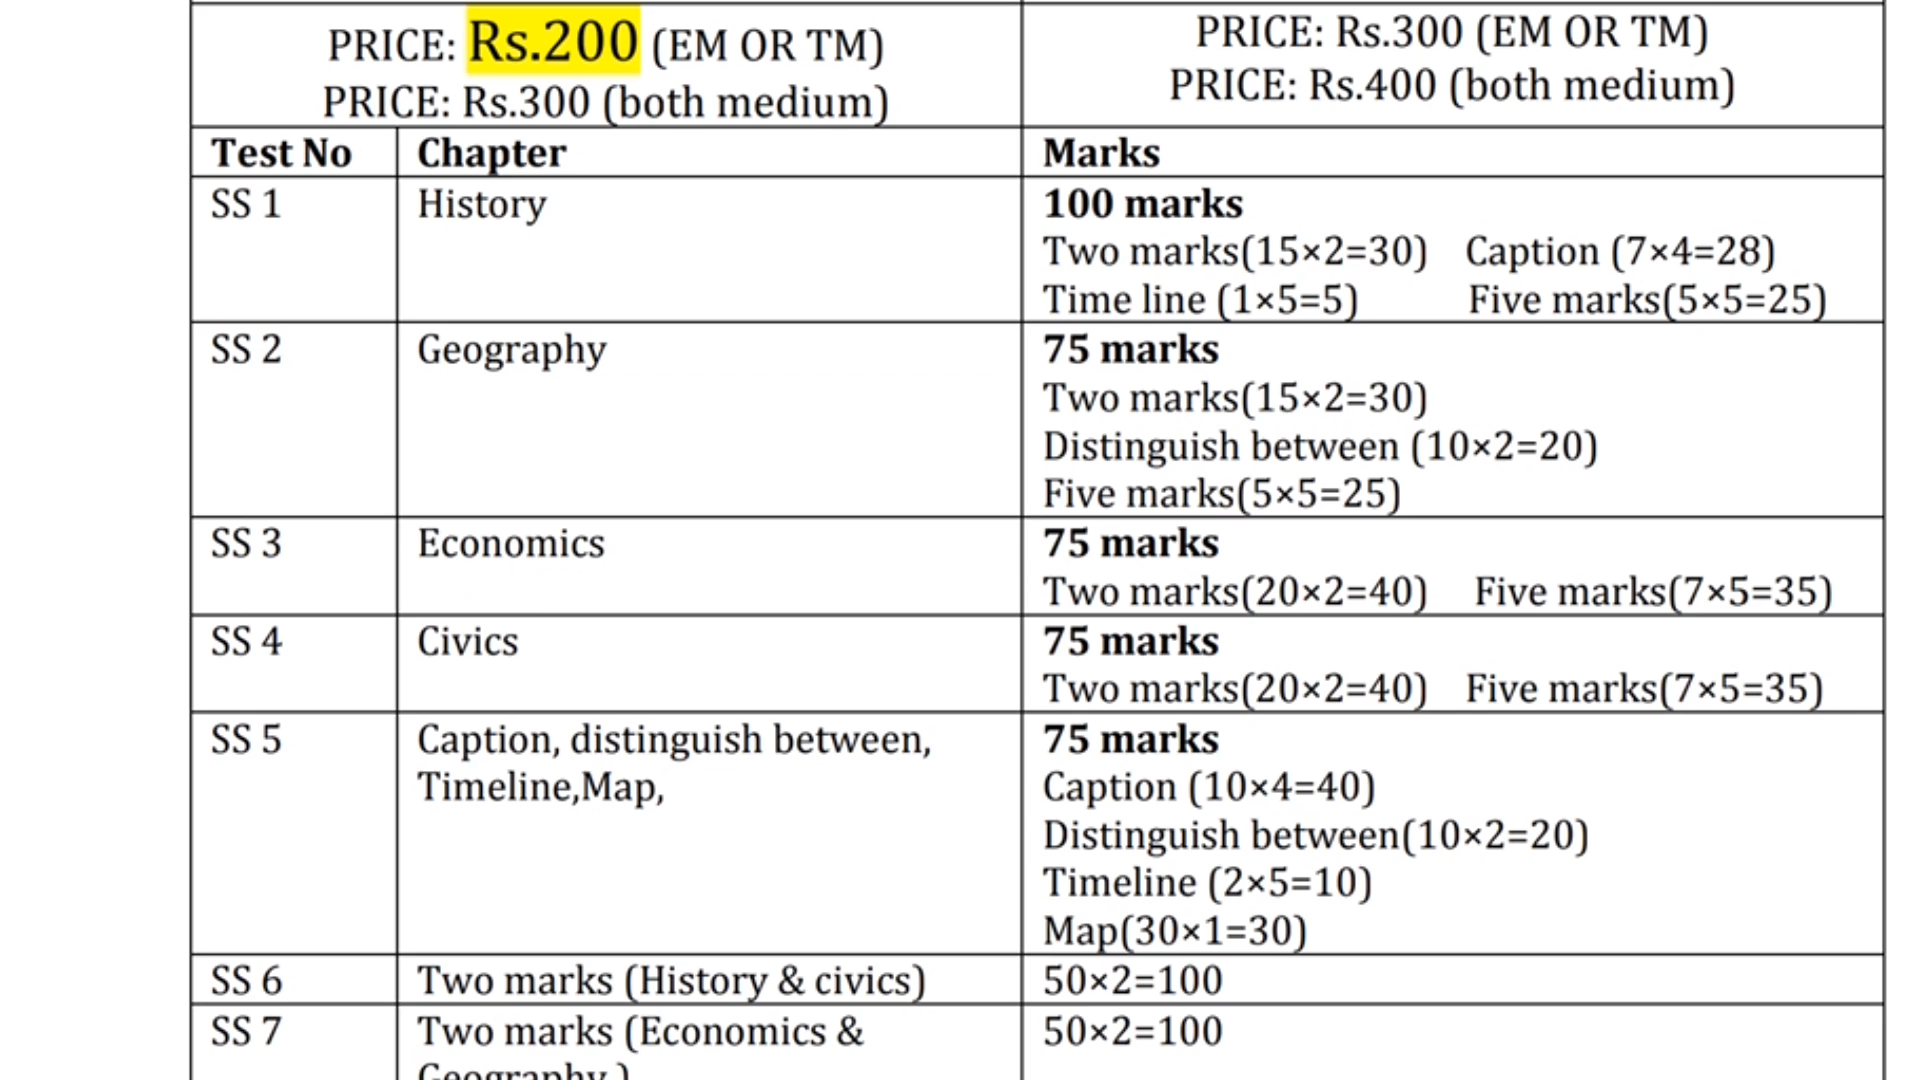 PRICE: Rs.200 (EM OR TM)
PRICE: Rs.300 (both medium)
PRICE: Rs.300 (EM OR TM)
PRICE: Rs.400 (both medium)
Test No Chapter Marks
SS 1 History 100 marks
Two marks(15×2=30) Caption (7×4=28)
Time line (1×5=5) Five marks(5×5=25)
SS 2 Geography 75 marks
Two marks(15×2=30)
Distinguish between (10×2=20)
Five marks(5×5=25)
SS 3 Economics 75 marks
Two marks(20×2=40) Five marks(7×5=35)
SS 4 Civics 75 marks
Two marks(20×2=40) Five marks(7×5=35)
SS 5 Caption, distinguish between, 75 marks
Timeline,Map, Caption (10×4=40)
Distinguish between(10×2=20)
Timeline (2×5=10)
Map(30×1=30)
SS 6 Two marks (History & civics) 50×2=100
SS 7 Two marks (Economics & 50×2=100
Geography )